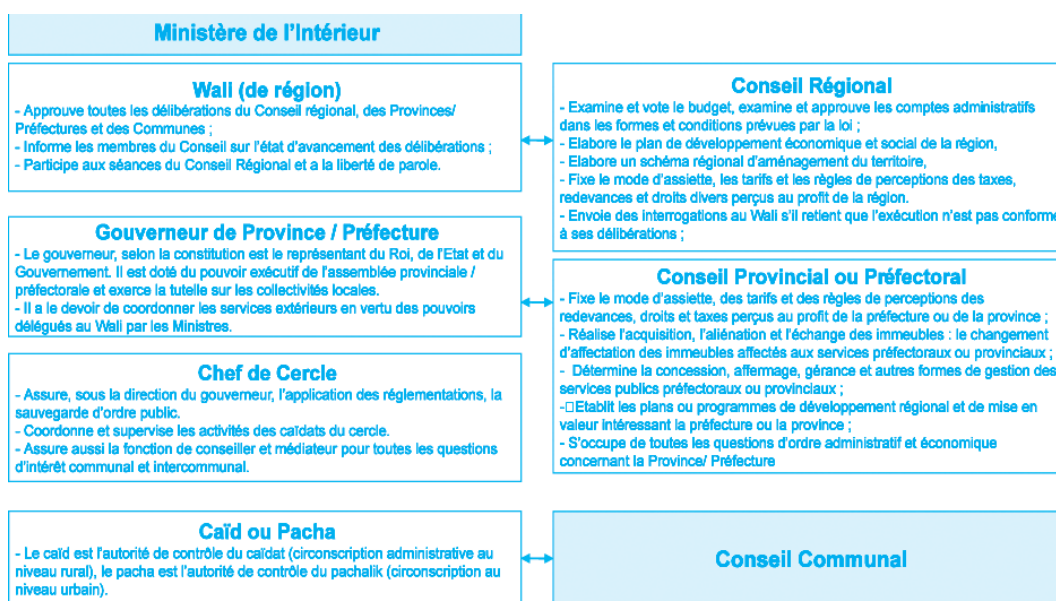 Ministère de l'Intérieur
Wali (de région)
- Approuve toutes les délibérations du Conseil régional, des Provinces/
Préfectures et des Communes ;
- Informe les membres du Conseil sur l'état d'avancement des délibérations ;
- Participe aux séances du Conseil Régional et a la liberté de parole.
Conseil Régional
- Examine et vote le budget, examine et approuve les comptes administratifs
dans les formes et conditions prévues par la loi ;
- Elabore le plan de développement économique et social de la région,
- Elabore un schéma régional d'aménagement du territoire,
- Fixe le mode d'assiette, les tarifs et les règles de perceptions des taxes,
redevances et droits divers perçus au profit de la région.
- Envoie des interrogations au Wali s'il retient que l'exécution n'est pas conforme
à ses délibérations ;
Gouverneur de Province / Préfecture
- Le gouverneur, selon la constitution est le représentant du Roi, de l'Etat et du
Gouvernement. Il est doté du pouvoir exécutif de l'assemblée provinciale /
préfectorale et exerce la tutelle sur les collectivités locales.
- Il a le devoir de coordonner les services extérieurs en vertu des pouvoirs
délégués au Wali par les Ministres.
Conseil Provincial ou Préfectoral
- Fixe le mode d'assiette, des tarifs et des règles de perceptions des
redevances, droits et taxes perçus au profit de la préfecture ou de la province ;
- Réalise l'acquisition, l'aliénation et l'échange des immeubles : le changement
d'affectation des immeubles affectés aux services préfectoraux ou provinciaux ;
- Détermine la concession, affermage, gérance et autres formes de gestion des
services publics préfectoraux ou provinciaux ;
-□Etablit les plans ou programmes de développement régional et de mise en
valeur intéressant la préfecture ou la province ;
- S'occupe de toutes les questions d'ordre administratif et économique
concernant la Province/ Préfecture
Chef de Cercle
- Assure, sous la direction du gouverneur, l'application des réglementations, la
sauvegarde d'ordre public.
- Coordonne et supervise les activités des caïdats du cercle.
- Assure aussi la fonction de conseiller et médiateur pour toutes les questions
d'intérêt communal et intercommunal.
Caïd ou Pacha
- Le caïd est l'autorité de contrôle du caïdat (circonscription administrative au
niveau rural), le pacha est l'autorité de contrôle du pachalik (circonscription au
niveau urbain).
Conseil Communal